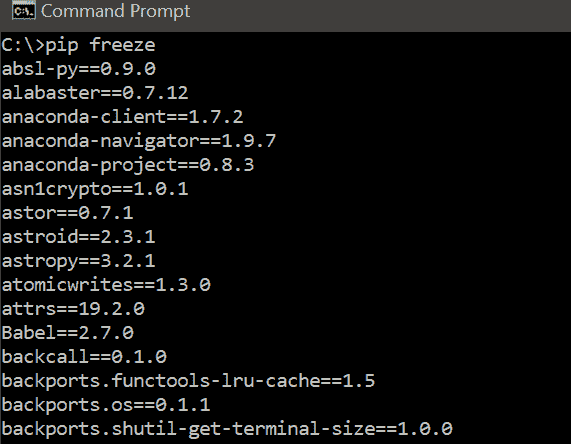 Command Prompt
C:\>pip freeze
absl-py==0.9.0
alabaster==0.7.12
anaconda-client==1.7.2
anaconda-navigator==1.9.7
anaconda-project==0.8.3
asn1crypto==1.0.1
astor==0.7.1
astroid==2.3.1
astropy==3.2.1
atomicwrites==1.3.0
attrs==19.2.0
Babel==2.7.0
backcall==0.1.0
backports.functools-lru-cache==1.5
backports.os==0.1.1
backports.shutil-get-terminal-size==1.0.0